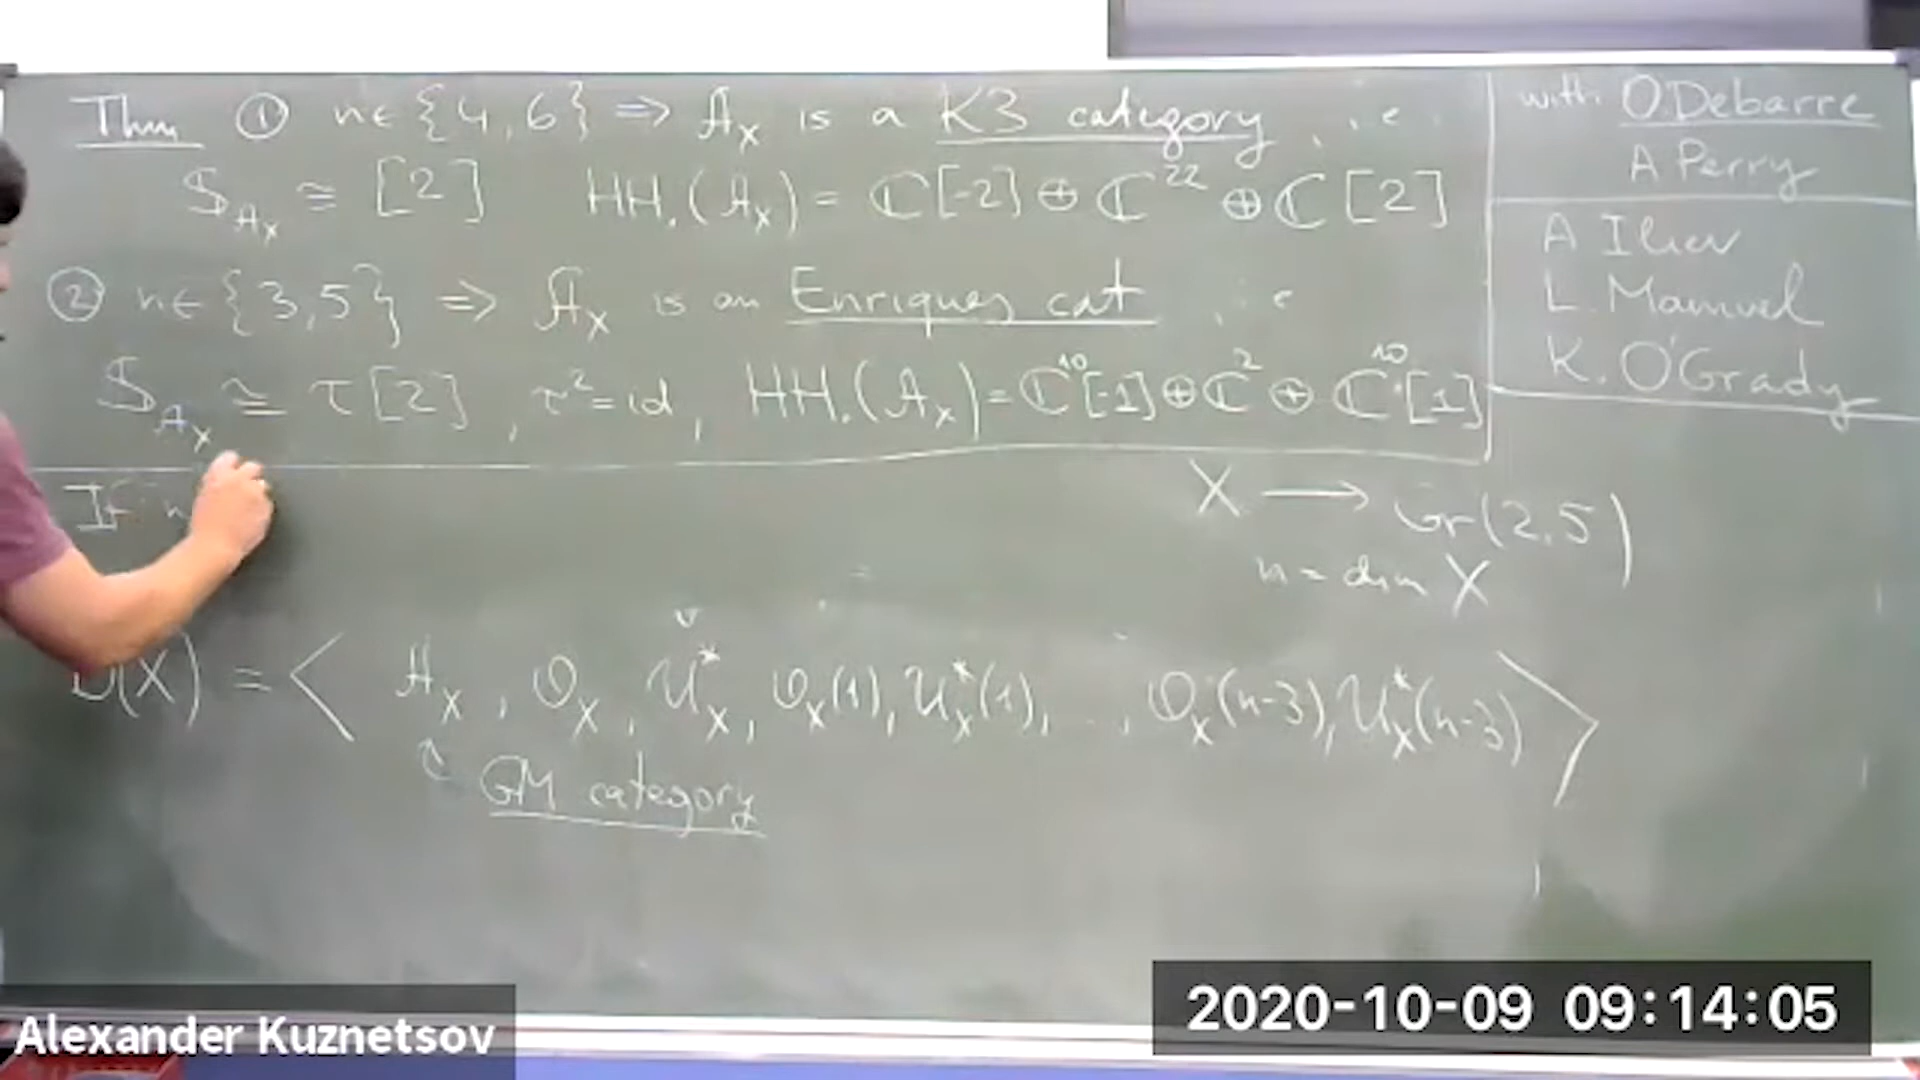 Thm ① n∈{4,6} ⇒ A_X is a K3 category, i.e.
S_{A_X} ≅ [2] HH.(A_X) = ℂ[-2] ⊕ ℂ^22 ⊕ ℂ[2]
② n∈{3,5} ⇒ A_X is an Enriques cat, i.e
S_{A_X} ≅ τ[2], τ²=id, HH.(A_X) = ℂ^10[-1] ⊕ ℂ^2 ⊕ ℂ^10[1]
with O.Debarre
A Perry
A Iliev
L. Manivel
K. O'Grady
If n
X → Gr(2,5)
n = dim X
D(X) = < A_X, O_X, U*_X, O_X(1), U*_X(1), .., O_X(n-3), U*_X(n-3) >
GM category
Alexander Kuznetsov
2020-10-09 09:14:05